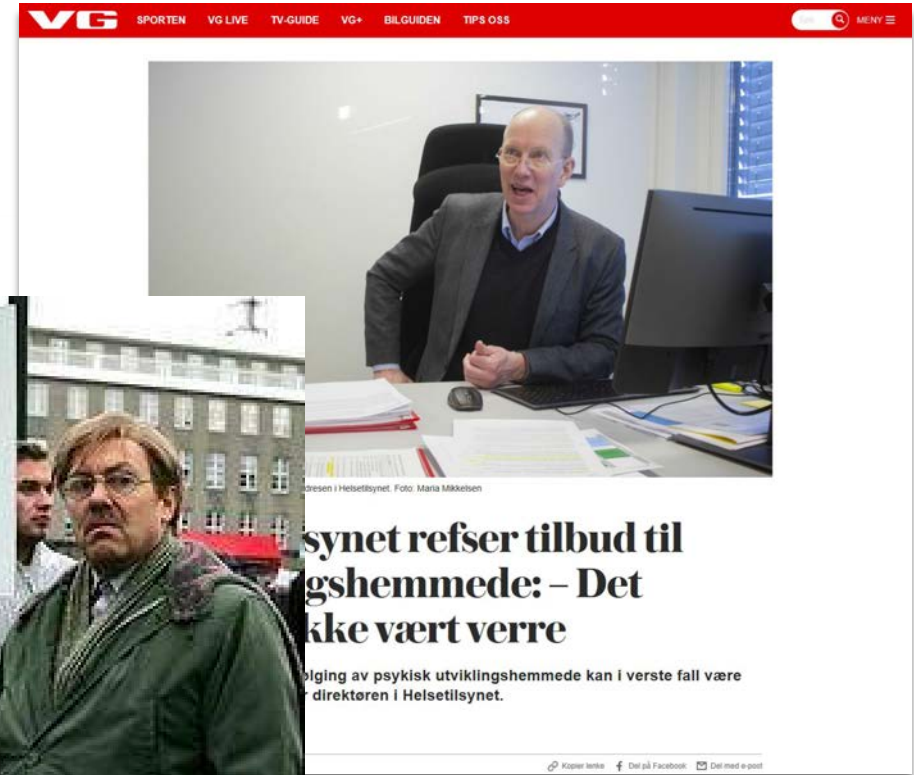 VG SPORTEN VG LIVE TV-GUIDE VG+ BILGUIDEN TIPS OSS MENY
dresen i Helsetilsynet. Foto: Maria Mikkelsen
synet refser tilbud til
gshemmede: – Det
kke vært verre
lging av psykisk utviklingshemmede kan i verste fall være
direktøren i Helsetilsynet.
Kopier lenke Del på Facebook Del med e-post